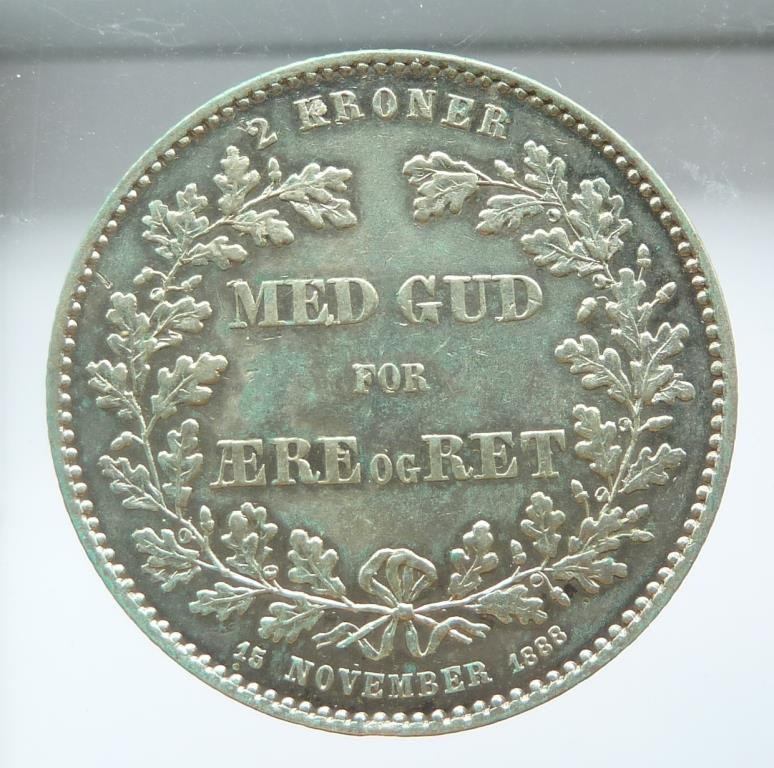 2 KRONER
MED GUD
FOR
ÆRE OG RET
15 NOVEMBER 1888